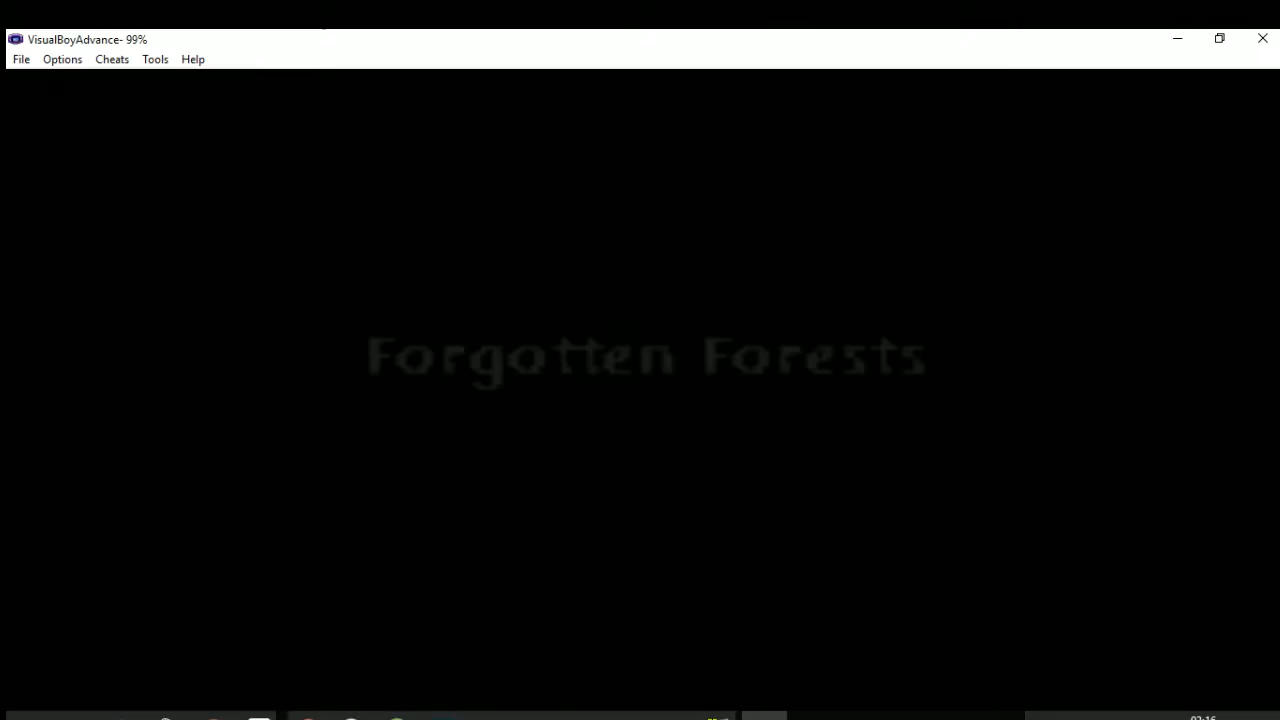 VisualBoyAdvance- 99%
File Options Cheats Tools Help
Forgotten Forests